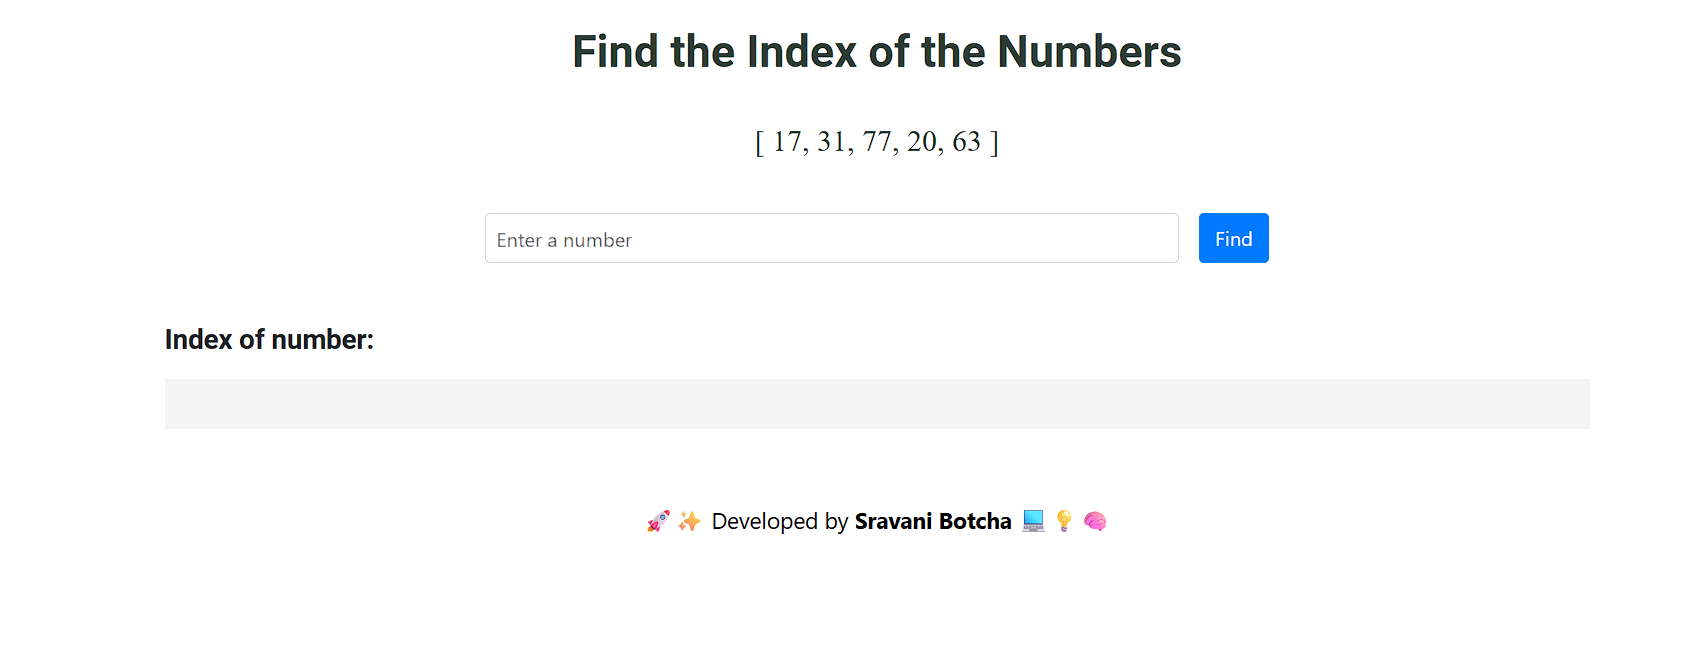 Find the Index of the Numbers
[ 17, 31, 77, 20, 63 ]
Enter a number
Find
Index of number:
🚀 ✨ Developed by Sravani Botcha 💻 💡 🧠